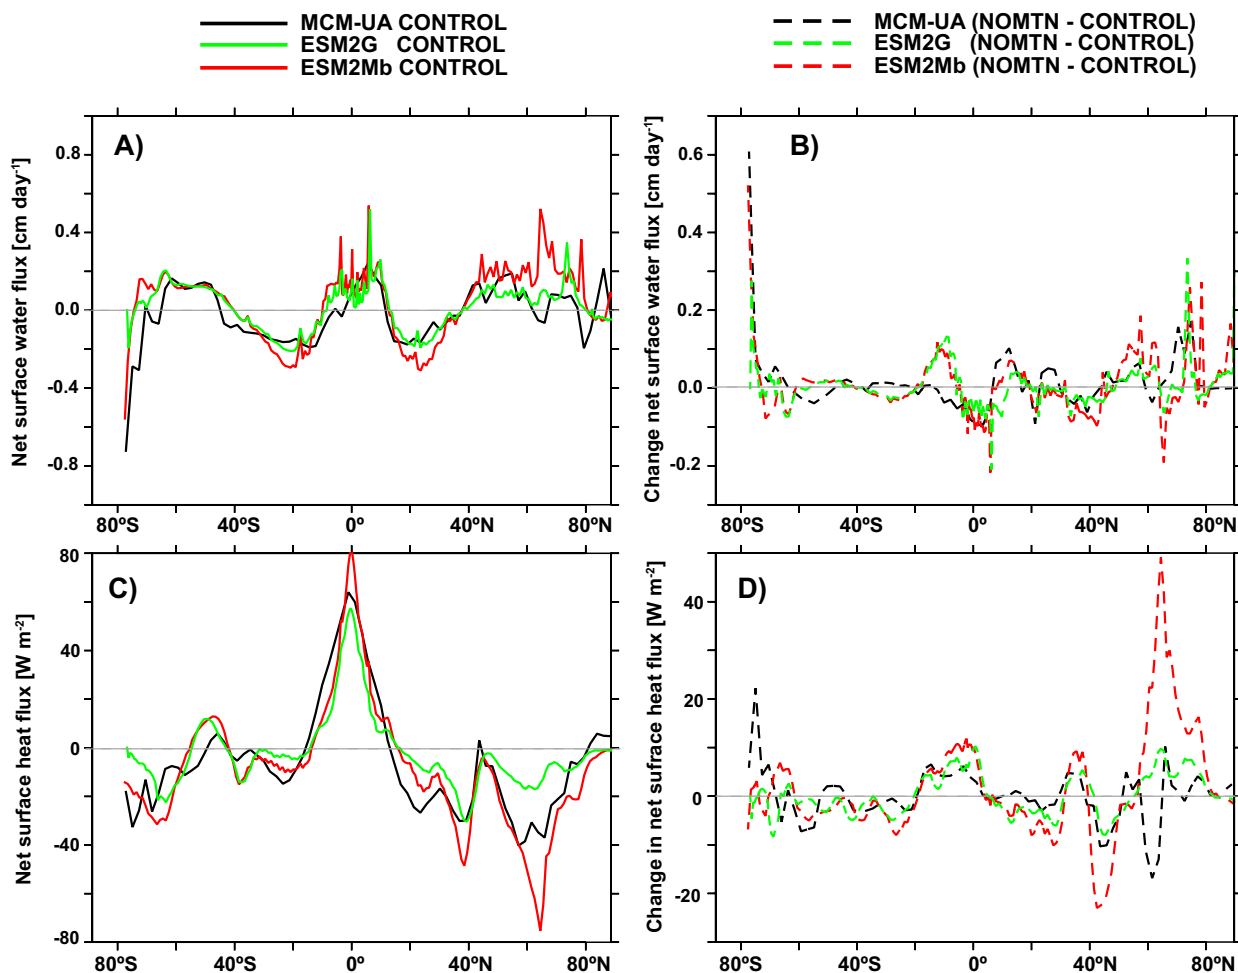 MCM-UA CONTROL
ESM2G CONTROL
ESM2Mb CONTROL
MCM-UA (NOMTN - CONTROL)
ESM2G (NOMTN - CONTROL)
ESM2Mb (NOMTN - CONTROL)
A)
Net surface water flux [cm day⁻¹]
0.8
0.4
0.0
-0.4
-0.8
80ºS
40ºS
0º
40ºN
80ºN
B)
Change net surface water flux [cm day⁻¹]
0.6
0.4
0.2
0.0
-0.2
80ºS
40ºS
0º
40ºN
80ºN
C)
Net surface heat flux [W m⁻²]
80
40
0
-40
-80
80ºS
40ºS
0º
40ºN
80ºN
D)
Change in net sufrace heat flux [W m⁻²]
40
20
0
-20
80ºS
40ºS
0º
40ºN
80ºN